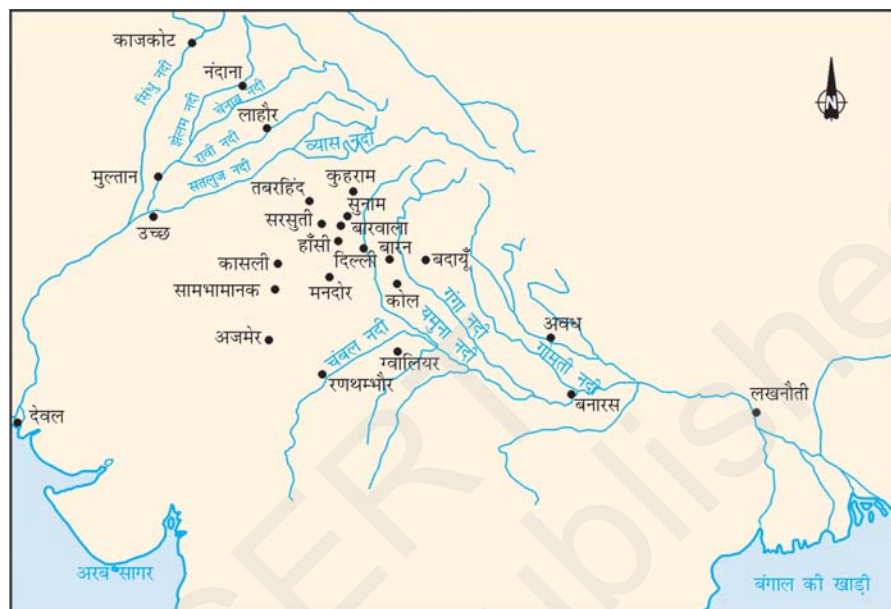 काजकोट
नंदाना
सिंधु नदी
झेलम नदी
चेनाब नदी
लाहौर
रावी नदी
व्यास नदी
सतलुज नदी
मुल्तान
कुहराम
तबरहिंद
सुनाम
उच्छ
सरसुती
बारवाला
हाँसी
दिल्ली
बारन
बदायूँ
कासली
मनदोर
सामभामानक
कोल
गंगा नदी
यमुना नदी
अवध
अजमेर
चंबल नदी
ग्वालियर
गोमती नदी
रणथम्भौर
बनारस
लखनौती
देवल
अरब सागर
बंगाल की खाड़ी
N